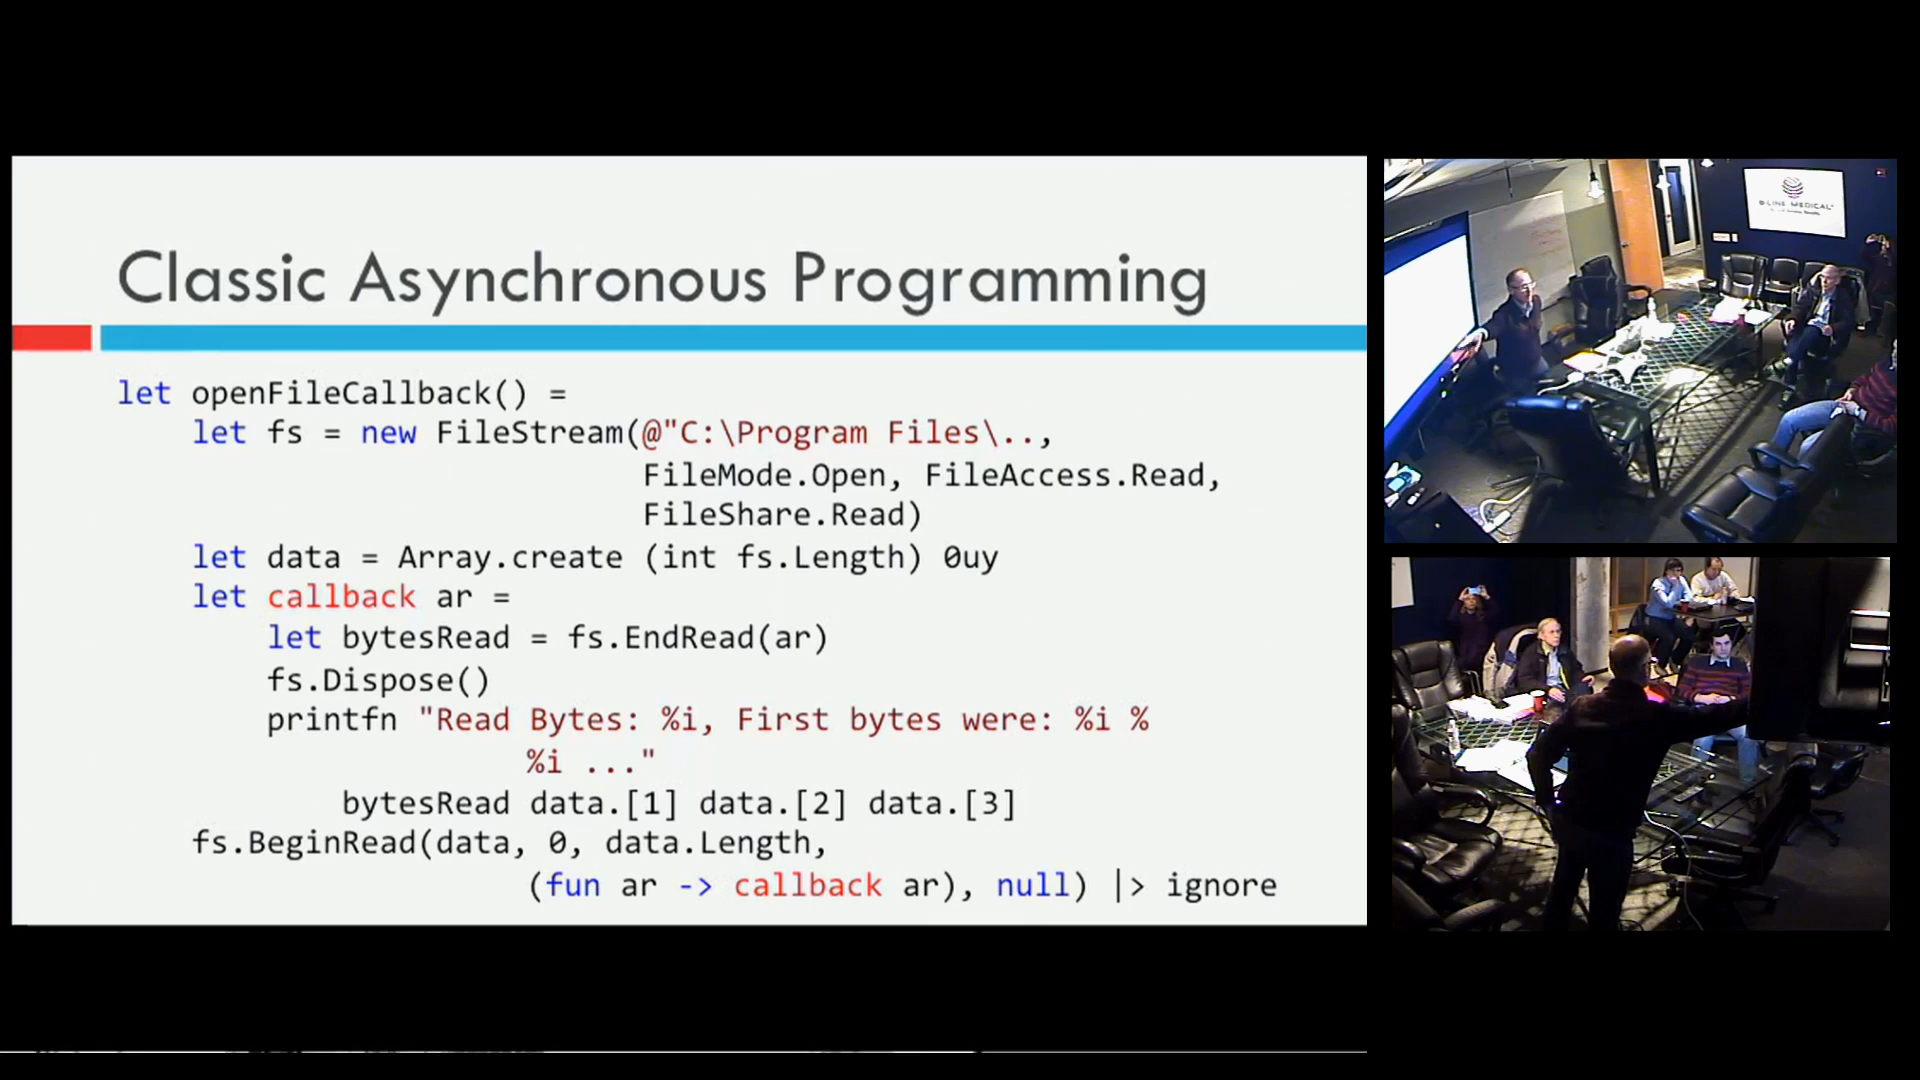 Classic Asynchronous Programming
let openFileCallback() =
let fs = new FileStream(@"C:\Program Files\..,
FileMode.Open, FileAccess.Read,
FileShare.Read)
let data = Array.create (int fs.Length) 0uy
let callback ar =
let bytesRead = fs.EndRead(ar)
fs.Dispose()
printfn "Read Bytes: %i, First bytes were: %i %
%i ..."
bytesRead data.[1] data.[2] data.[3]
fs.BeginRead(data, 0, data.Length,
(fun ar -> callback ar), null) |> ignore
B-LINE MEDICAL